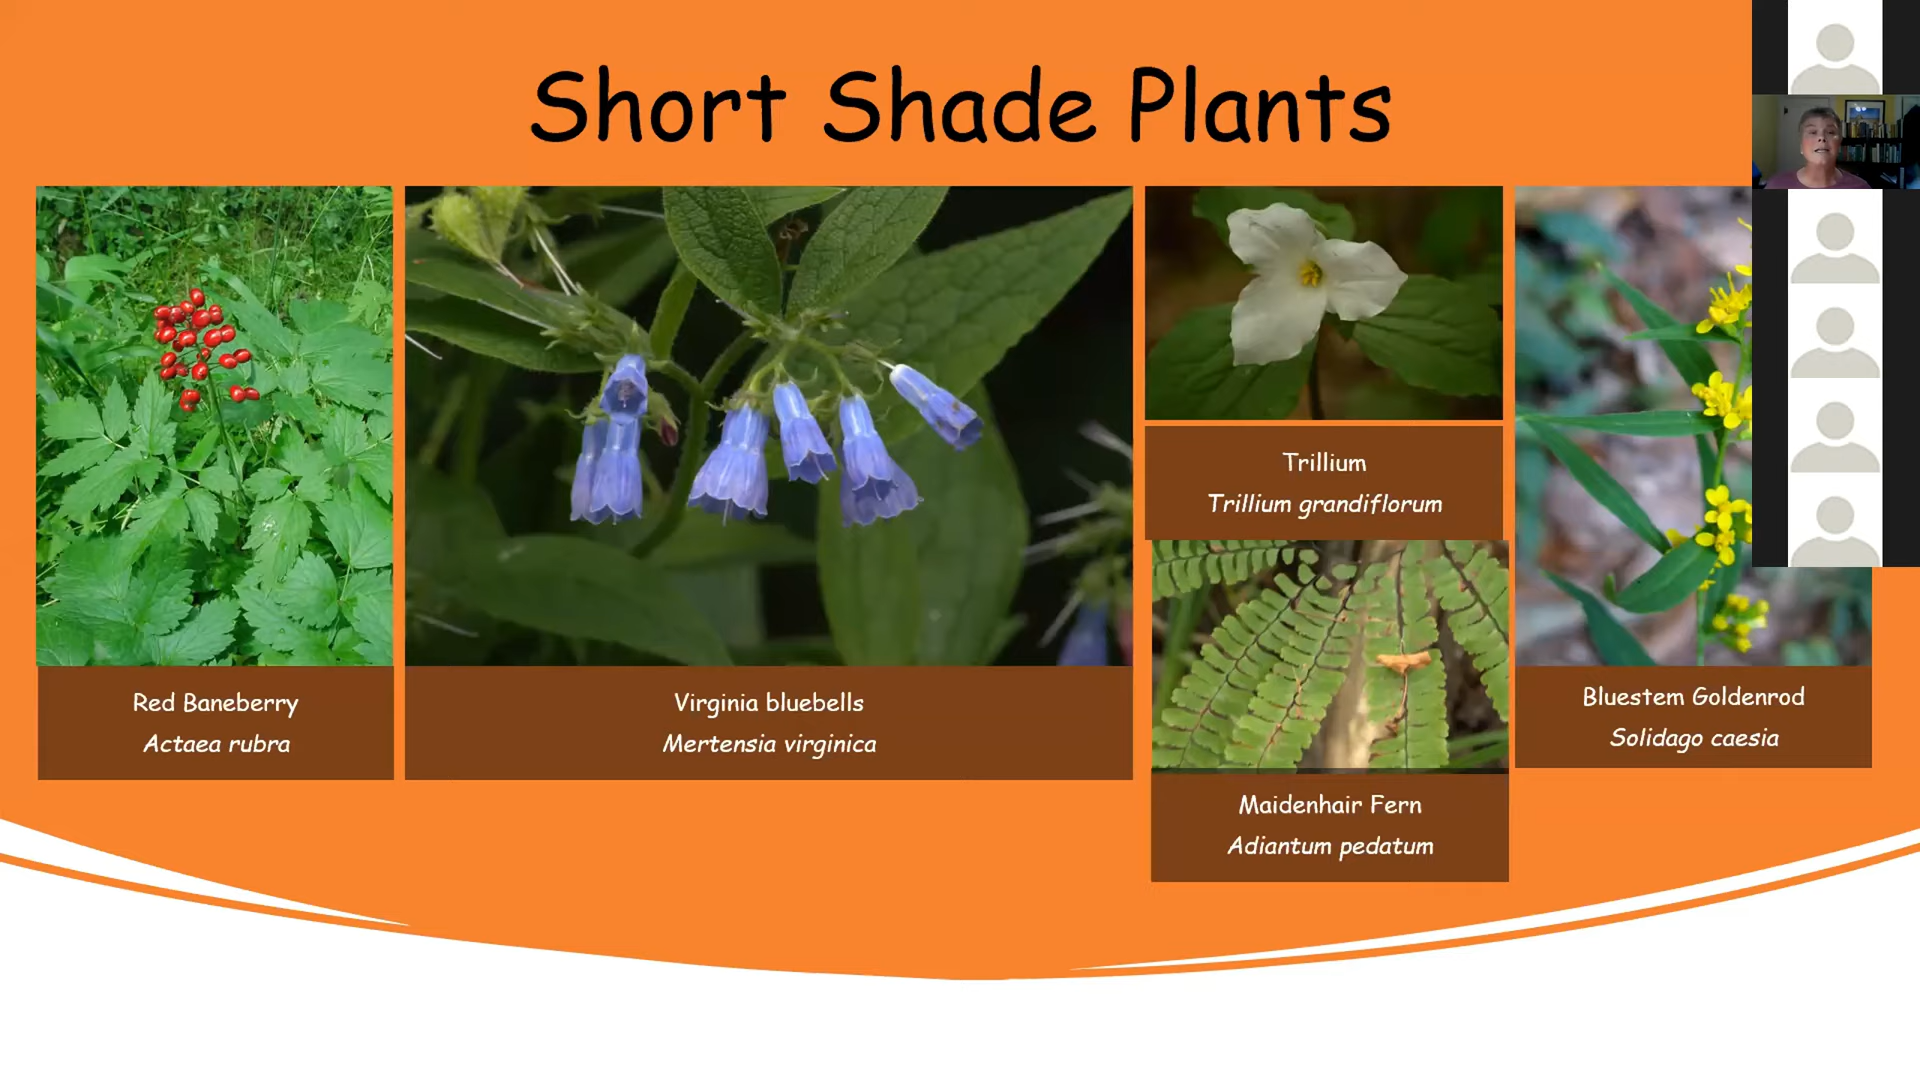 Short Shade Plants
Red Baneberry
Actaea rubra
Virginia bluebells
Mertensia virginica
Trillium
Trillium grandiflorum
Maidenhair Fern
Adiantum pedatum
Bluestem Goldenrod
Solidago caesia